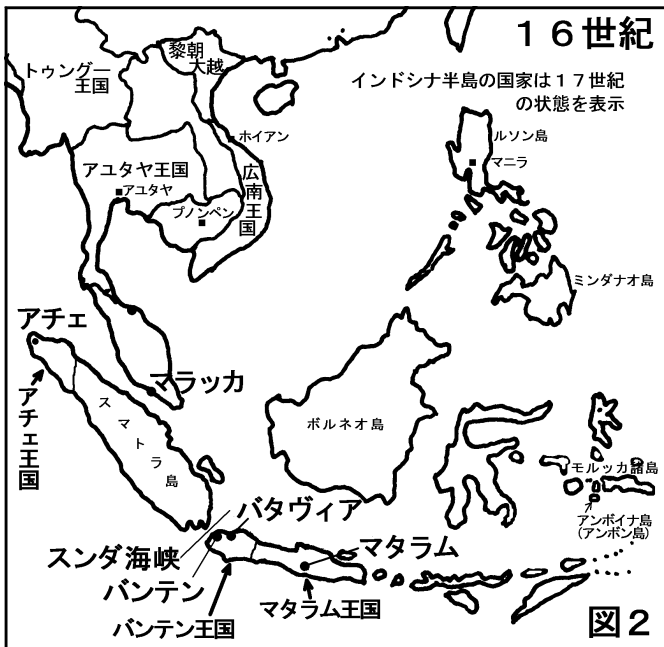 16世紀
インドシナ半島の国家は17世紀
の状態を表示
黎朝
大越
トゥングー
王国
ホイアン
ルソン島
マニラ
アユタヤ王国
アユタヤ
広南王国
プノンペン
ミンダナオ島
アチェ
マラッカ
アチェ王国
スマトラ島
ボルネオ島
モルッカ諸島
アンボイナ島
(アンボン島)
バタヴィア
スンダ海峡
マタラム
バンテン
マタラム王国
バンテン王国
図2